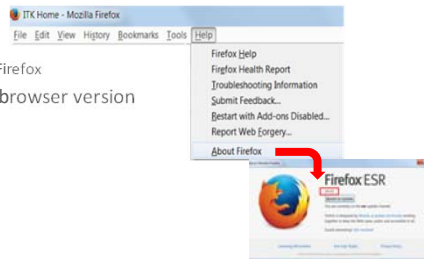 ITK Home - Mozilla Firefox
File Edit View History Bookmarks Tools Help
Firefox Help
Firefox Health Report
Troubleshooting Information
Submit Feedback...
Restart with Add-ons Disabled...
Report Web Forgery...
About Firefox
Firefox
browser version
Firefox ESR